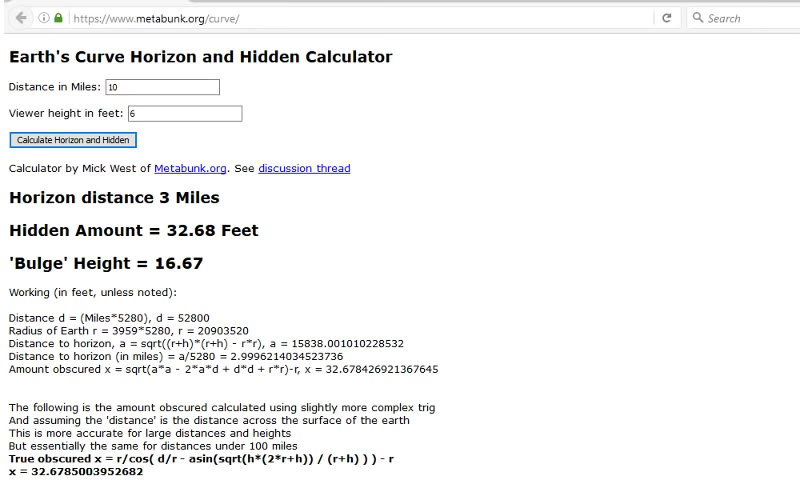 https://www.metabunk.org/curve/
Search
Earth's Curve Horizon and Hidden Calculator
Distance in Miles: 10
Viewer height in feet: 6
Calculate Horizon and Hidden
Calculator by Mick West of Metabunk.org. See discussion thread
Horizon distance 3 Miles
Hidden Amount = 32.68 Feet
'Bulge' Height = 16.67
Working (in feet, unless noted):
Distance d = (Miles*5280), d = 52800
Radius of Earth r = 3959*5280, r = 20903520
Distance to horizon, a = sqrt((r+h)*(r+h) - r*r), a = 15838.001010228532
Distance to horizon (in miles) = a/5280 = 2.9996214034523736
Amount obscured x = sqrt(a*a - 2*a*d + d*d + r*r)-r, x = 32.678426921367645
The following is the amount obscured calculated using slightly more complex trig
And assuming the 'distance' is the distance across the surface of the earth
This is more accurate for large distances and heights
But essentially the same for distances under 100 miles
True obscured x = r/cos( d/r - asin(sqrt(h*(2*r+h)) / (r+h) ) ) - r
x = 32.6785003952682